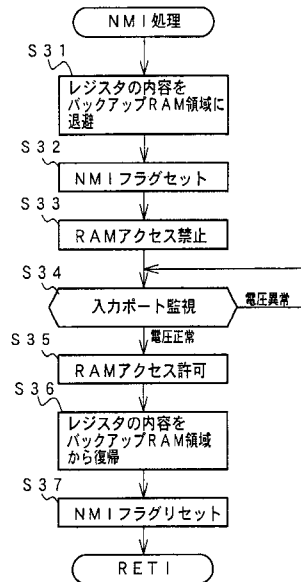 NMI処理
S31
レジスタの内容を
バックアップRAM領域に
退避
S32
NMIフラグセット
S33
RAMアクセス禁止
S34
入力ポート監視
電圧異常
電圧正常
S35
RAMアクセス許可
S36
レジスタの内容を
バックアップRAM領域
から復帰
S37
NMIフラグリセット
RETI